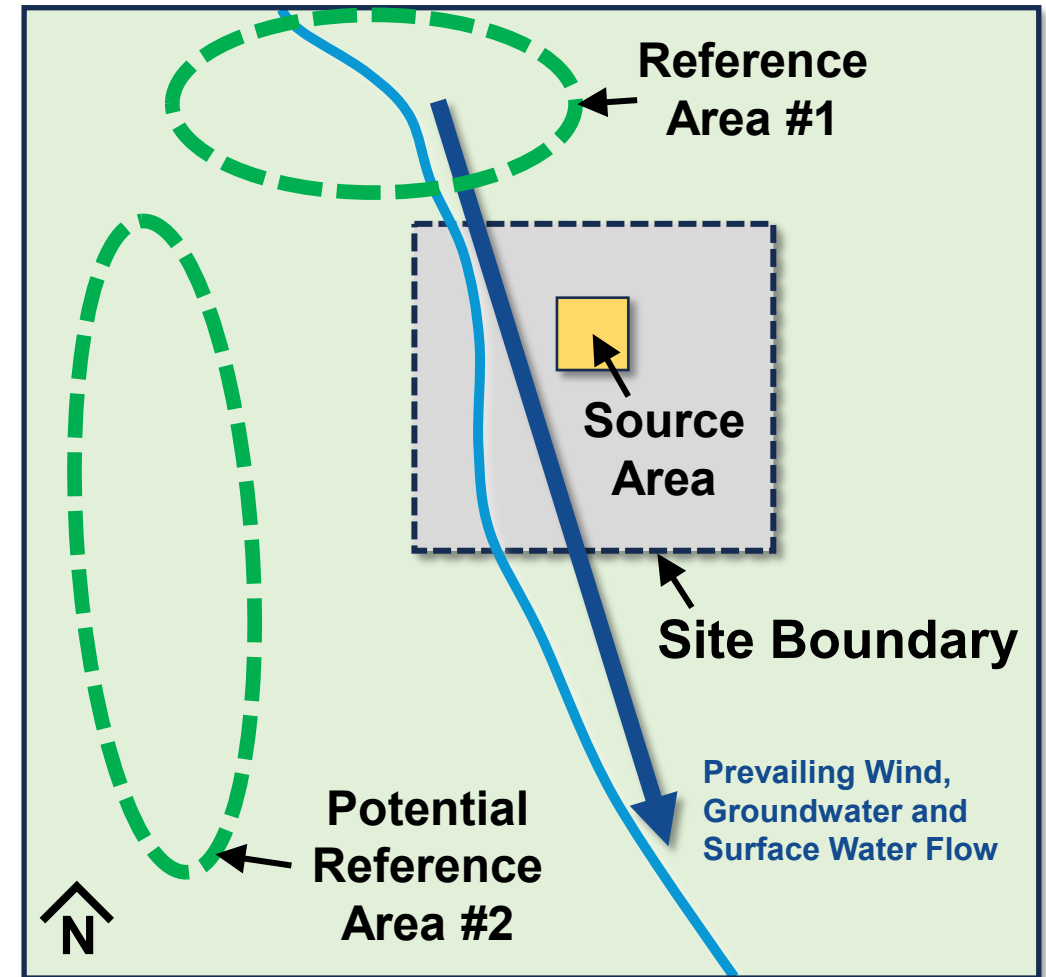 Reference
Area #1
Source
Area
Site Boundary
Prevailing Wind,
Groundwater and
Surface Water Flow
Potential
Reference
Area #2
N